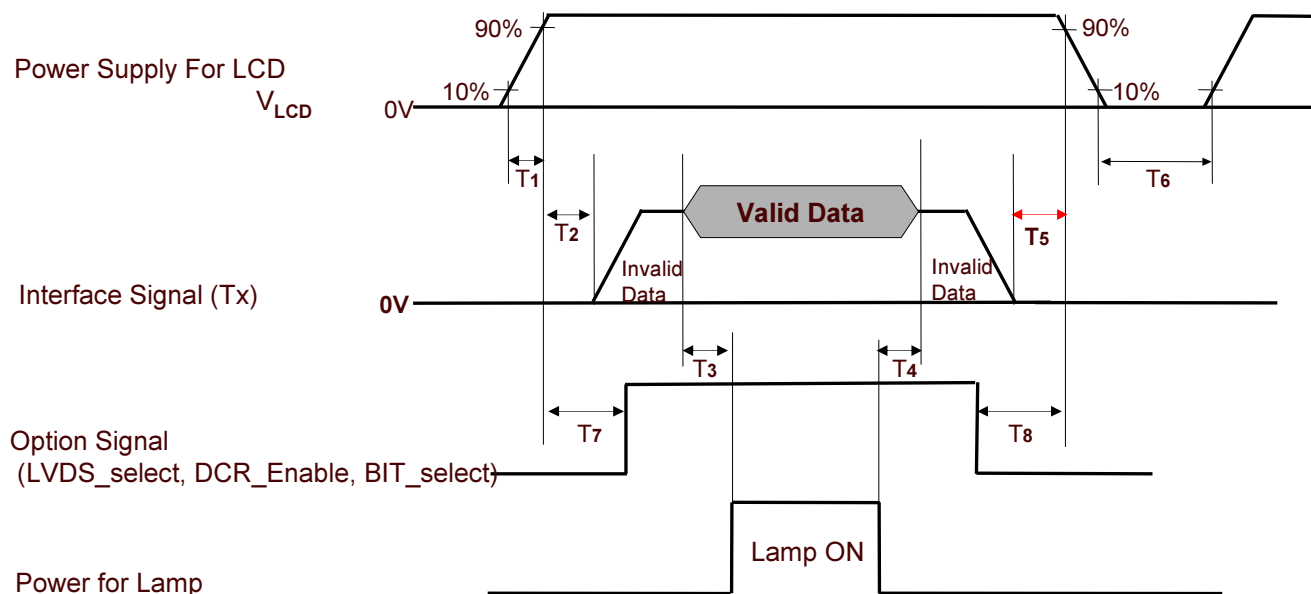 90%
90%
Power Supply For LCD
VLCD
10%
10%
0V
T1
T6
Valid Data
T2
T5
Invalid
Data
Invalid
Data
Interface Signal (Tx)
0V
T3
T4
T7
T8
Option Signal
(LVDS_select, DCR_Enable, BIT_select)
Lamp ON
Power for Lamp